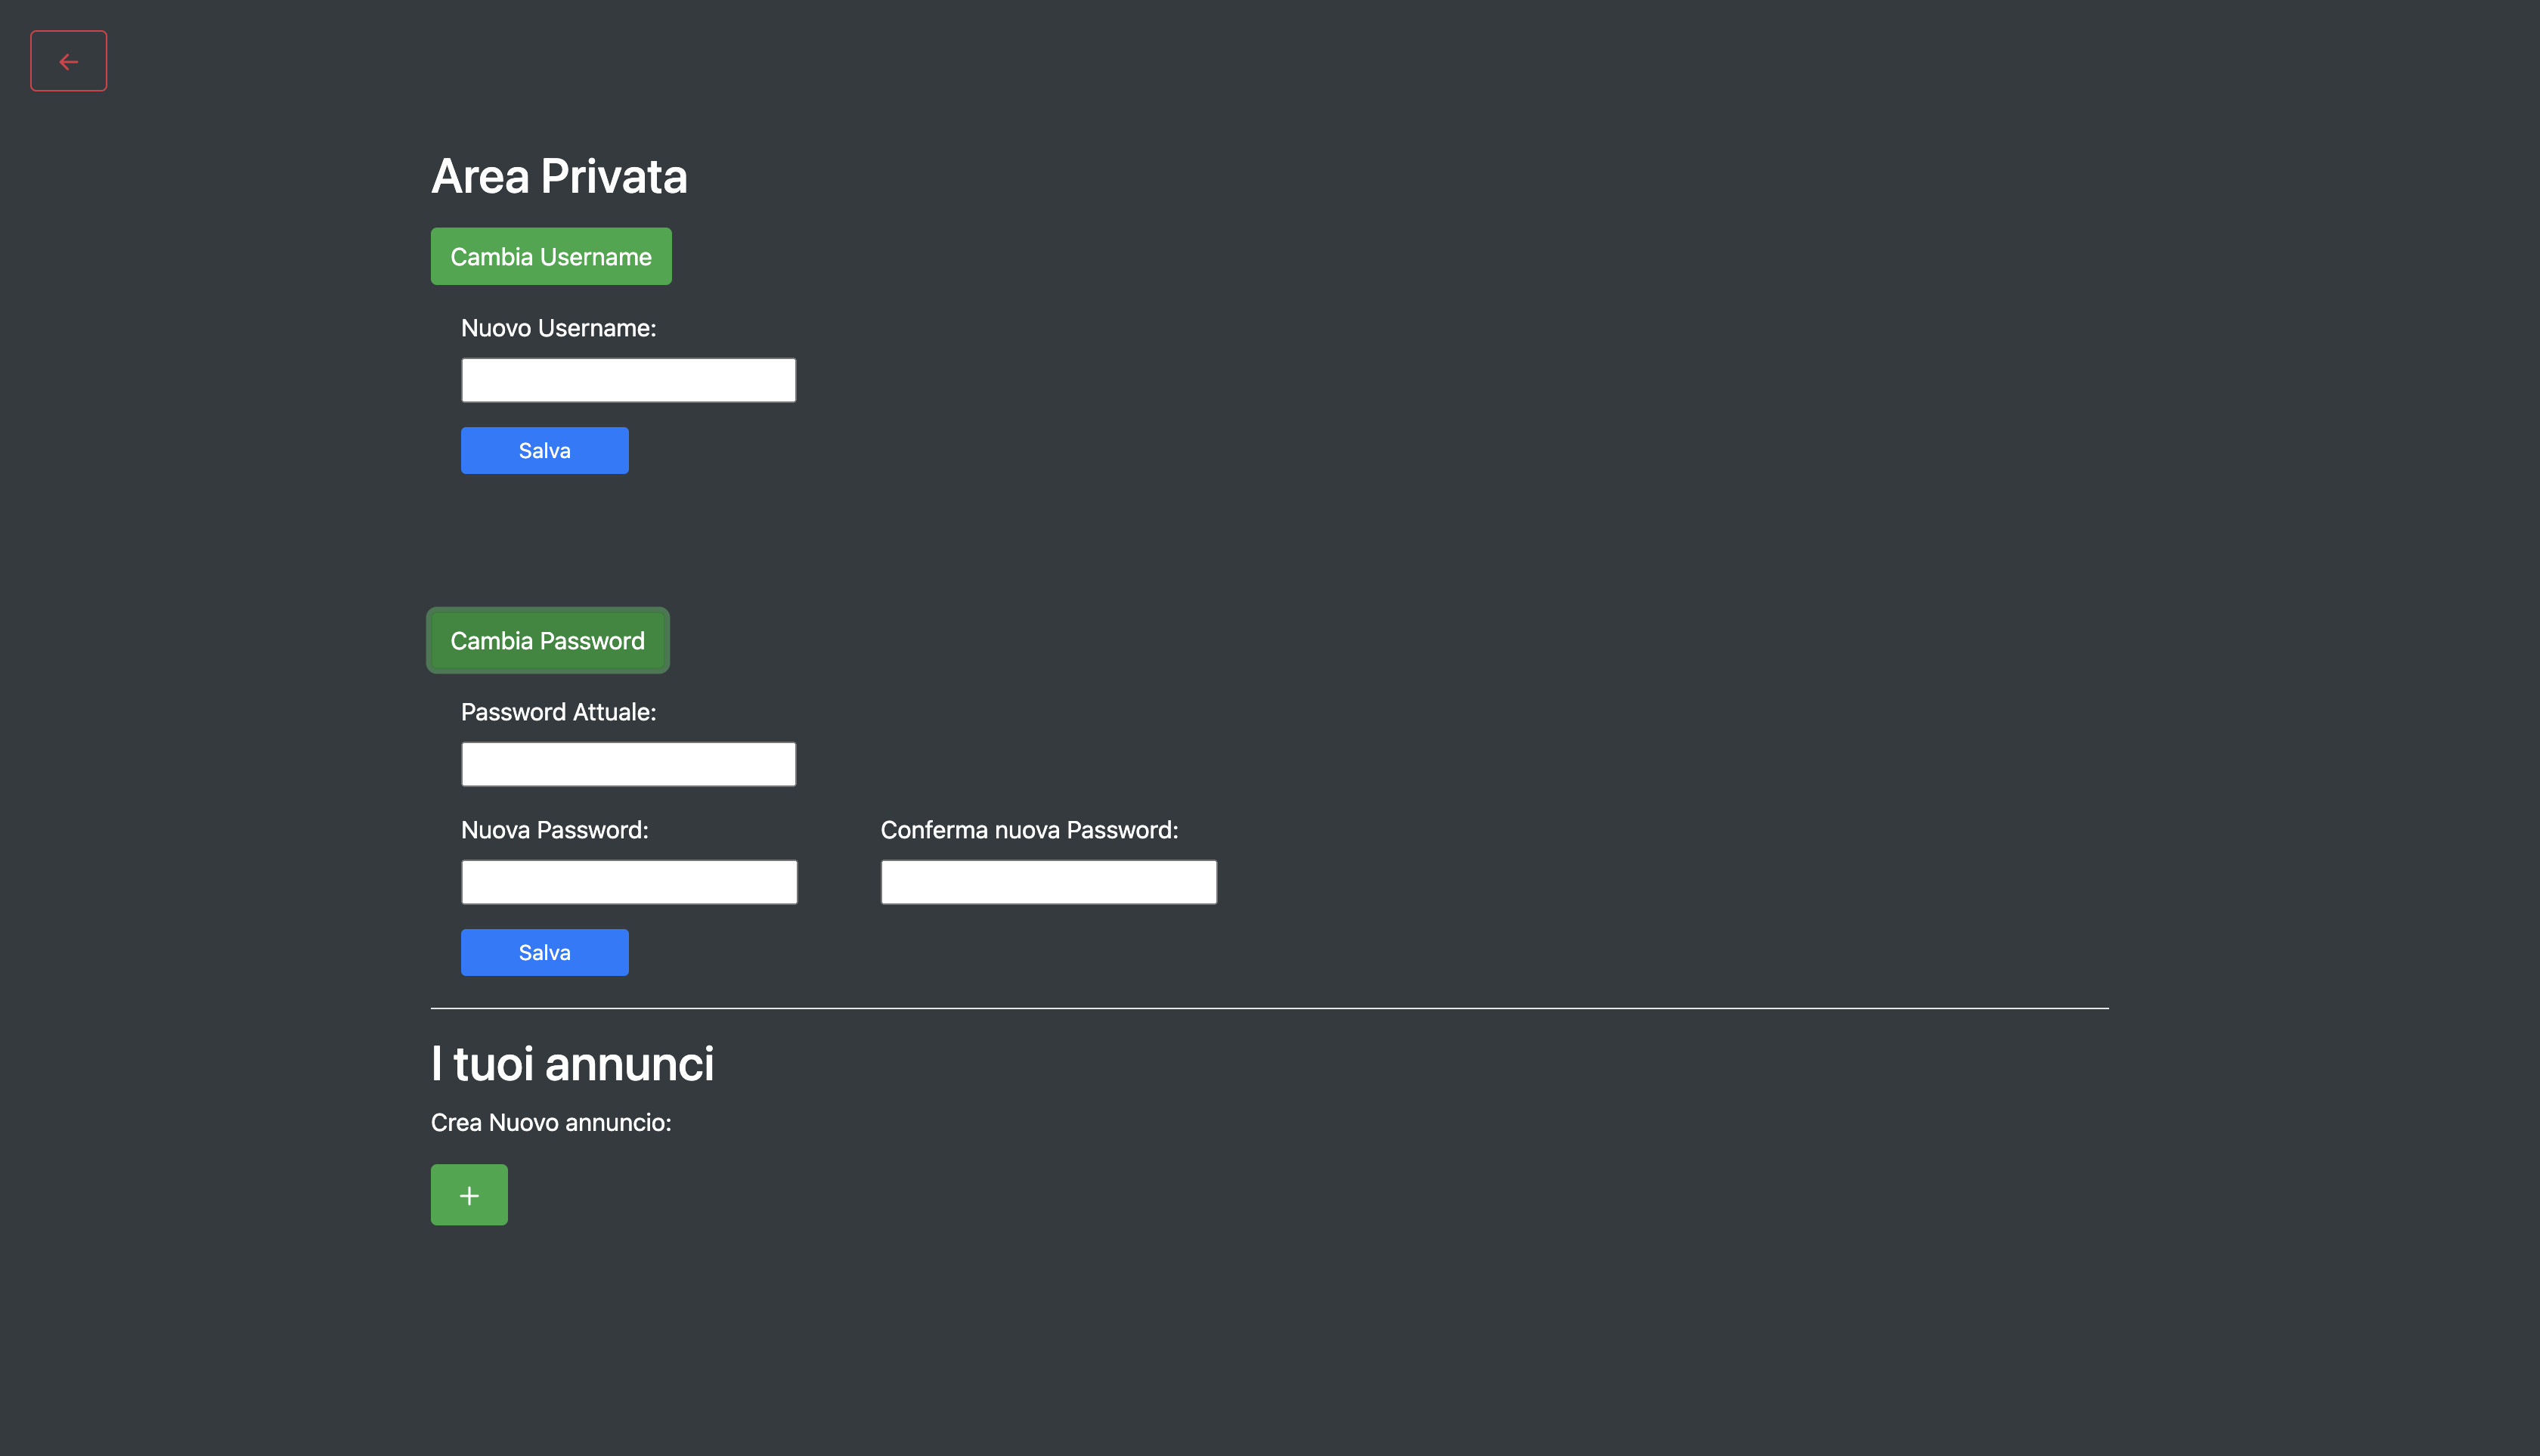 Area Privata
Cambia Username
Nuovo Username:
Salva
Cambia Password
Password Attuale:
Nuova Password: Conferma nuova Password:
Salva
I tuoi annunci
Crea Nuovo annuncio:
+